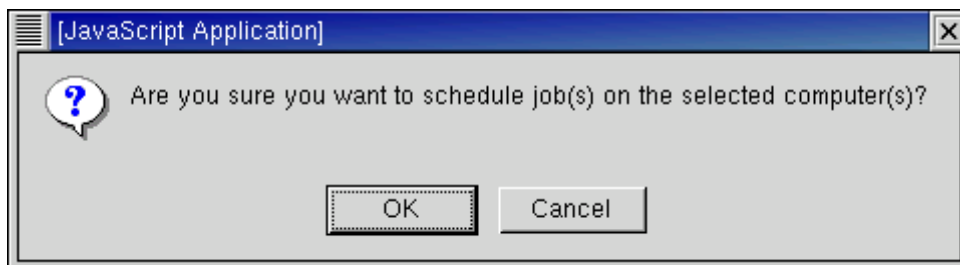 [JavaScript Application]
Are you sure you want to schedule job(s) on the selected computer(s)?
OK
Cancel